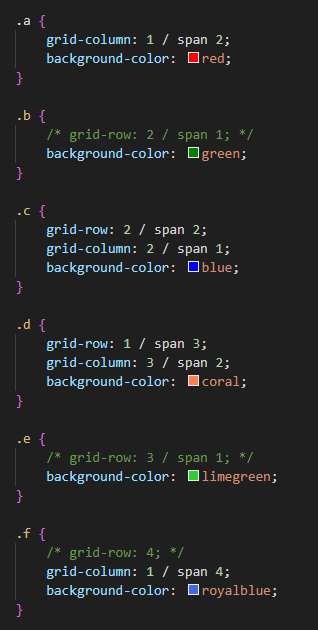 .a {
    grid-column: 1 / span 2;
    background-color: red;
}

.b {
    /* grid-row: 2 / span 1; */
    background-color: green;
}

.c {
    grid-row: 2 / span 2;
    grid-column: 2 / span 1;
    background-color: blue;
}

.d {
    grid-row: 1 / span 3;
    grid-column: 3 / span 2;
    background-color: coral;
}

.e {
    /* grid-row: 3 / span 1; */
    background-color: limegreen;
}

.f {
    /* grid-row: 4; */
    grid-column: 1 / span 4;
    background-color: royalblue;
}